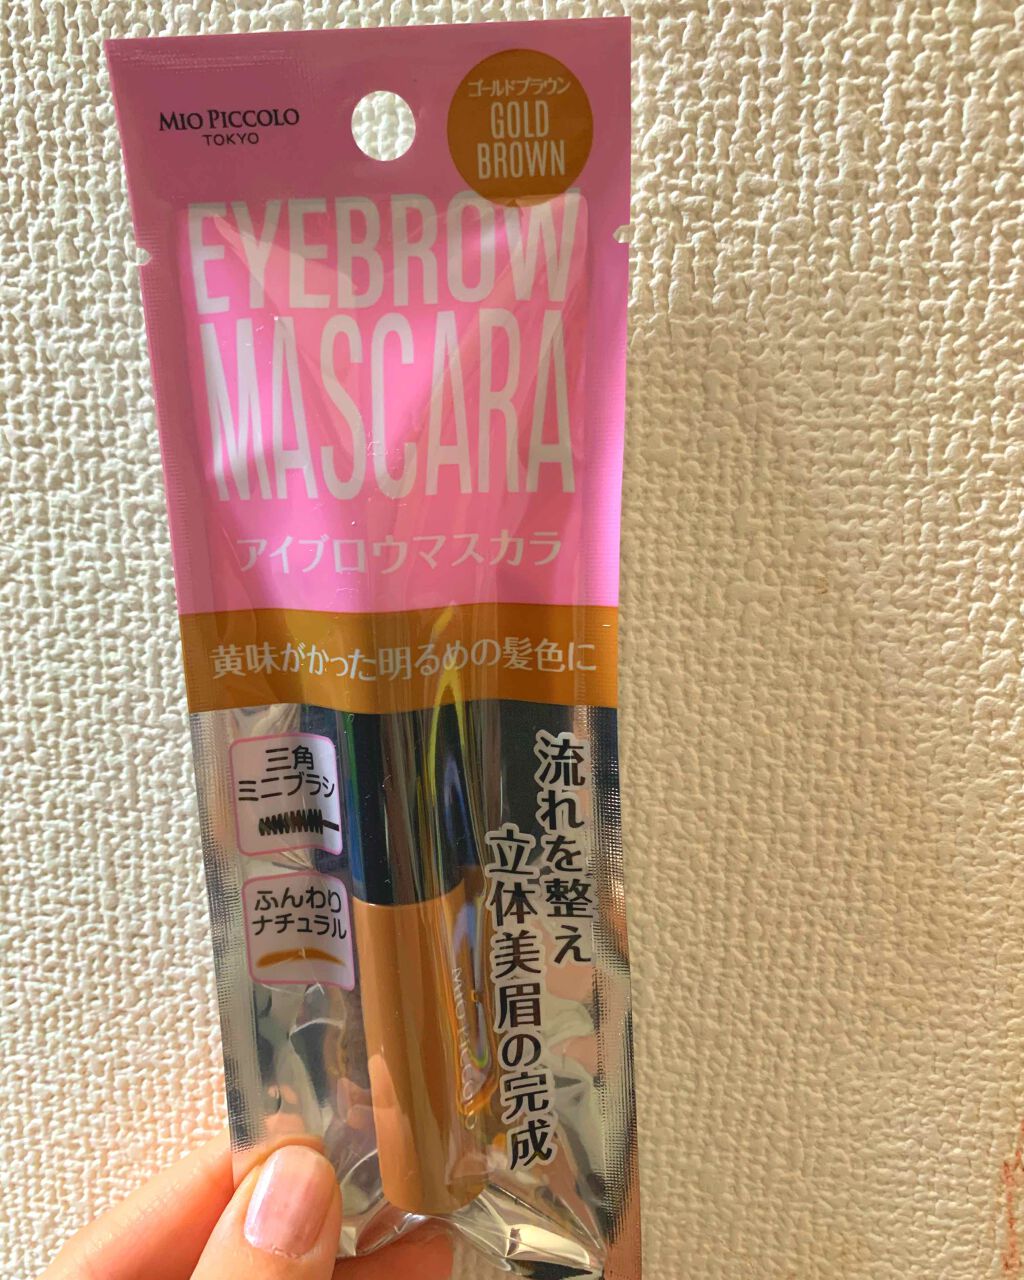 MIO PICCOLO
TOKYO
ゴールドブラウン
GOLD
BROWN
EYEBROW
MASCARA
アイブロウマスカラ
黄味がかった明るめの髪色に
三角
ミニブラシ
ふんわり
ナチュラル
流れを整え
立体美眉の完成
MIO PICCOLO